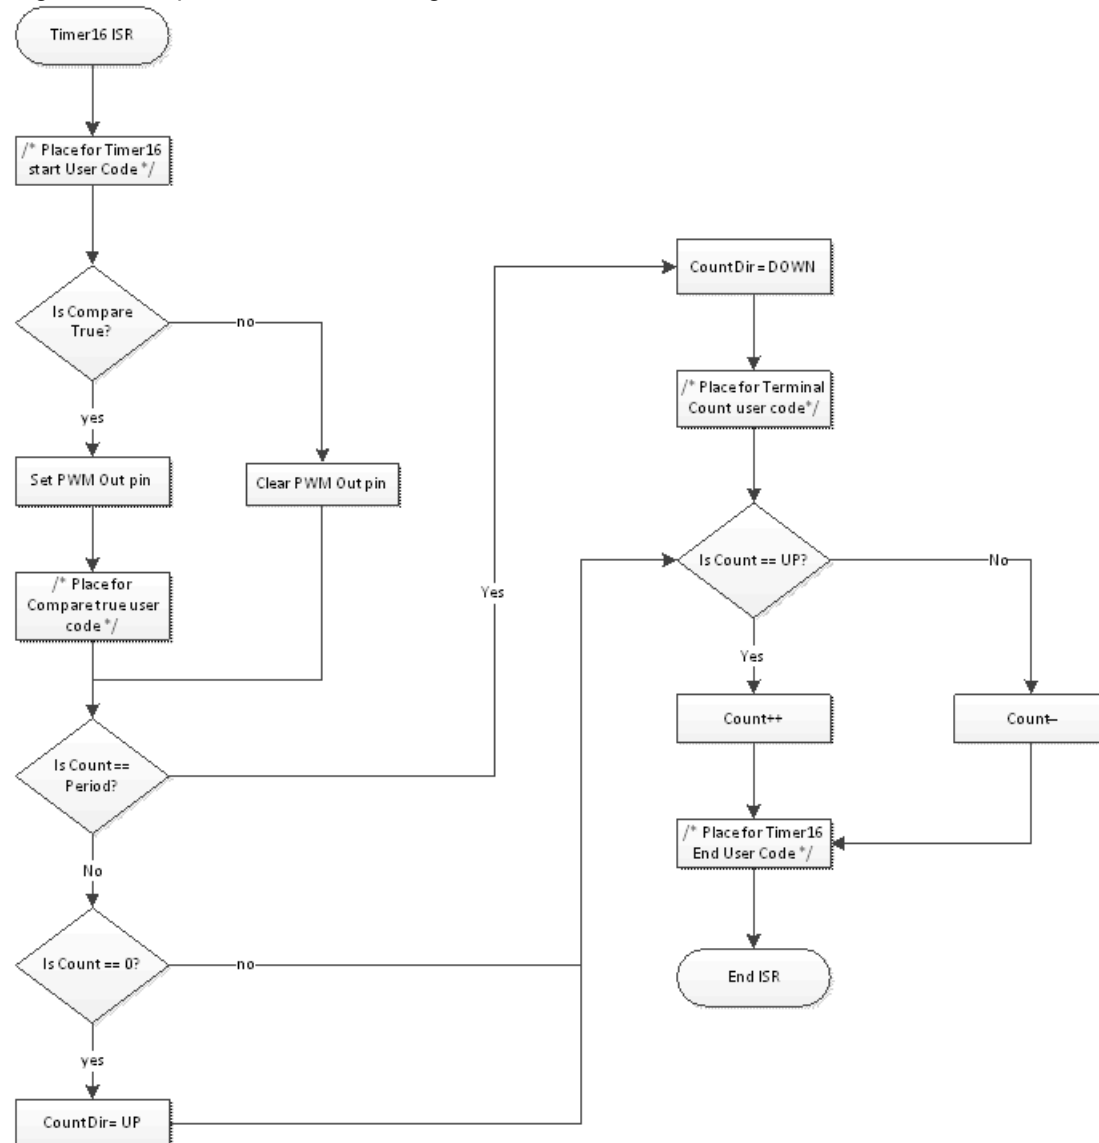 Timer16 ISR
/* Place for Timer16
start User Code */
Is Compare
True?
no
yes
Set PWM Out pin
Clear PWM Out pin
/* Place for
Compare true user
code */
Is Count ==
Period?
Yes
No
Is Count == 0?
no
yes
CountDir= UP
CountDir= DOWN
/* Place for Terminal
Count user code*/
Is Count == UP?
No
Yes
Count++
Count--
/* Place for Timer16
End User Code */
End ISR